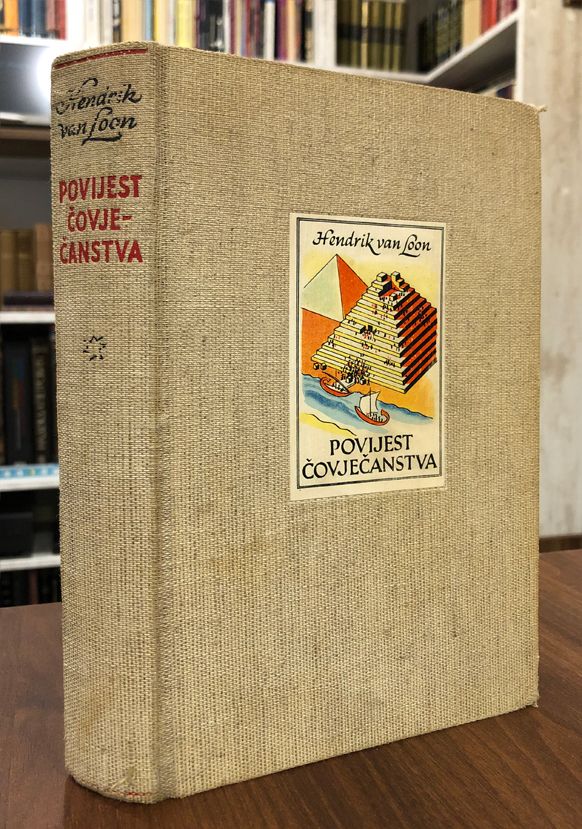 Hendrik
van Loon
POVIJEST
ČOVJE-
ČANSTVA
Hendrik van Loon
POVIJEST
ČOVJEČANSTVA